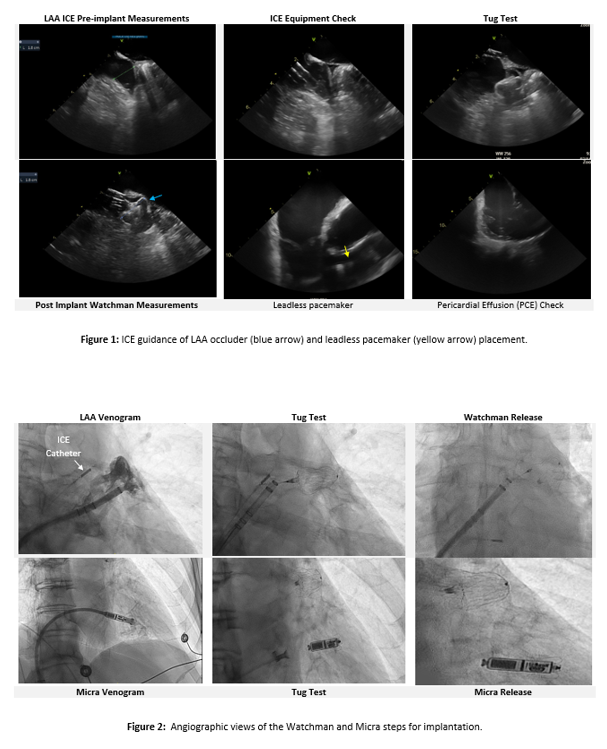 LAA ICE Pre-implant Measurements
ICE Equipment Check
Tug Test
Post Implant Watchman Measurements
Leadless pacemaker
Pericardial Effusion (PCE) Check
Figure 1: ICE guidance of LAA occluder (blue arrow) and leadless pacemaker (yellow arrow) placement.
LAA Venogram
Tug Test
Watchman Release
ICE
Catheter
Micra Venogram
Tug Test
Micra Release
Figure 2: Angiographic views of the Watchman and Micra steps for implantation.